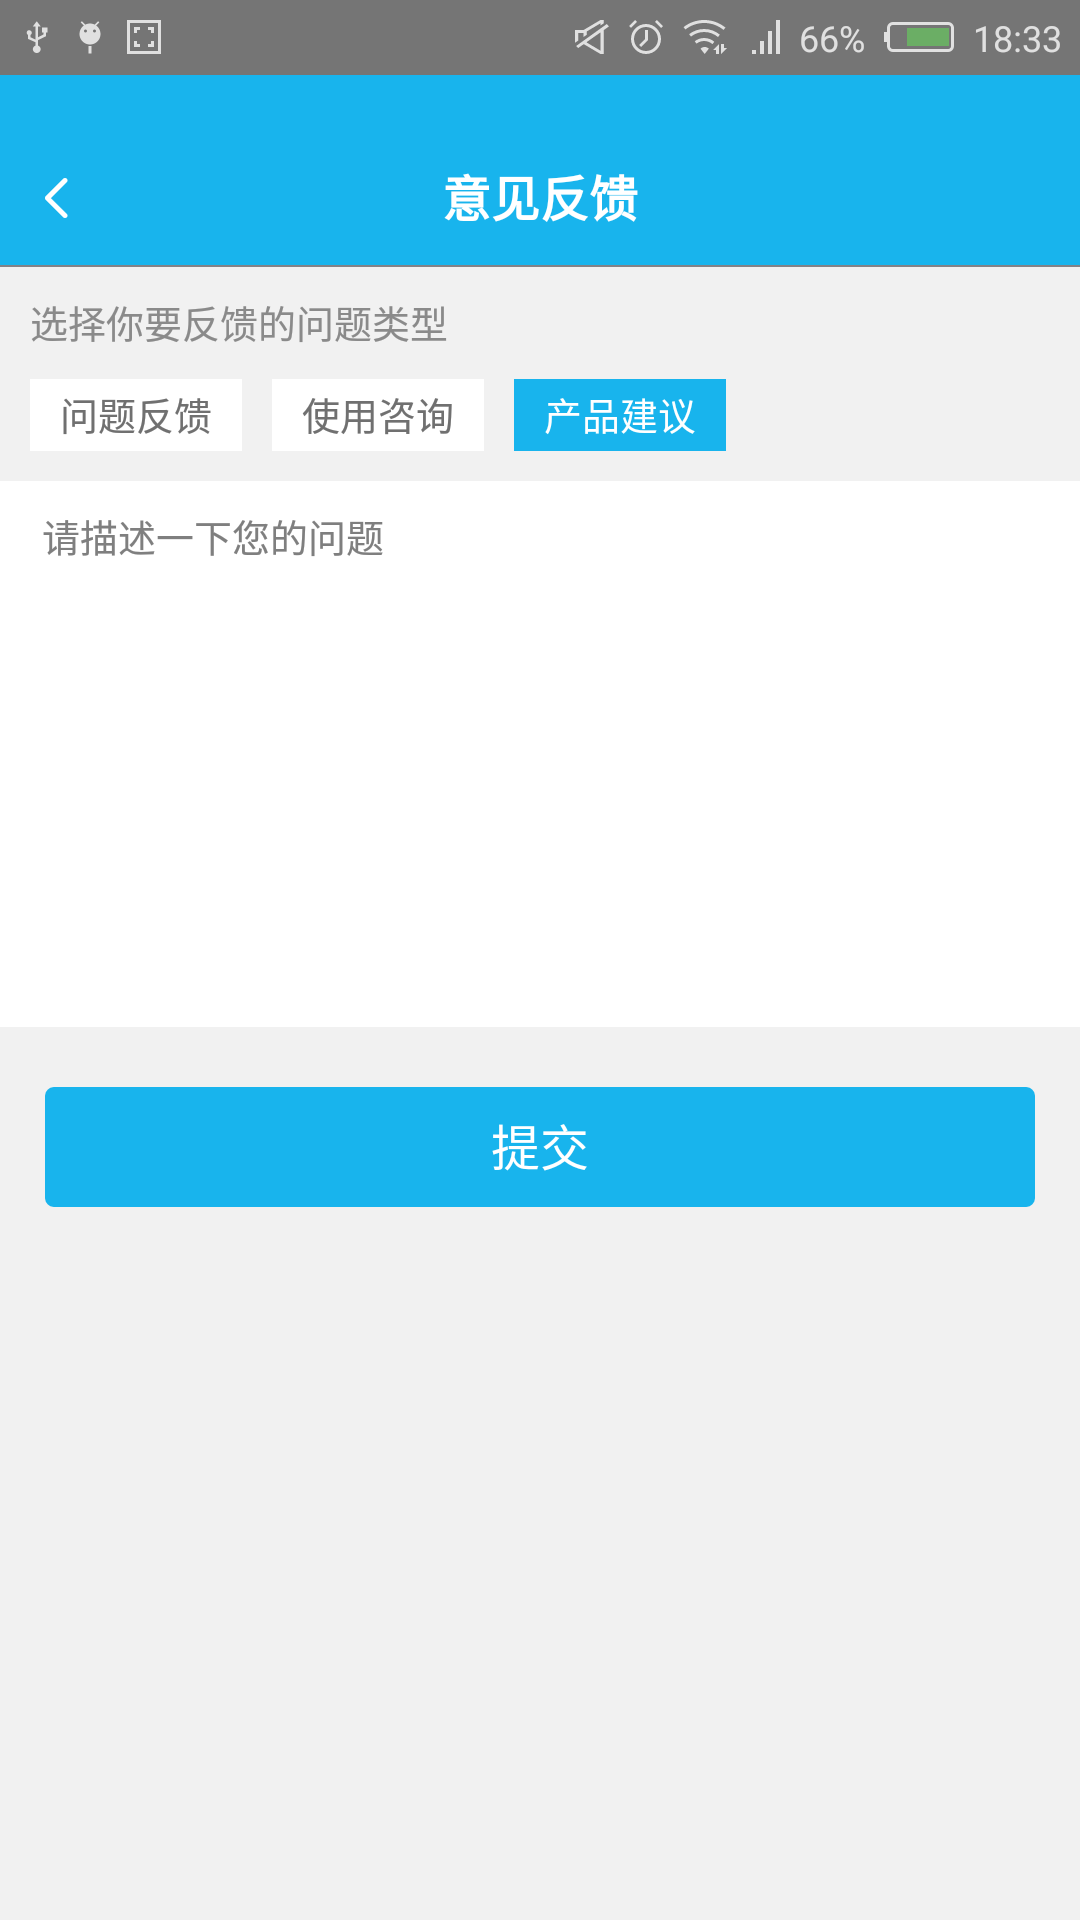 66% 18:33
意见反馈
选择你要反馈的问题类型
问题反馈 使用咨询 产品建议
请描述一下您的问题
提交